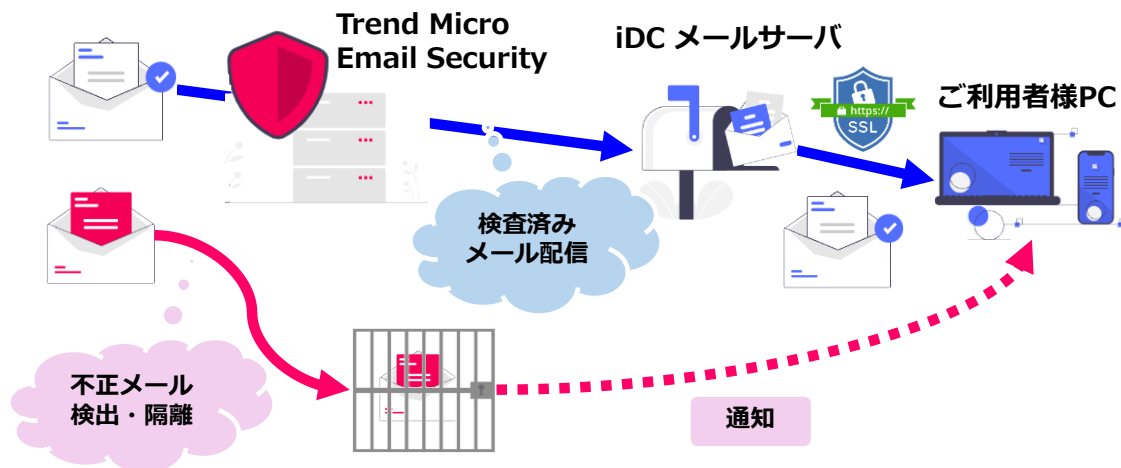 Trend Micro
Email Security
iDC メールサーバ
https://
SSL
ご利用者様PC
検査済み
メール配信
不正メール
検出・隔離
通知